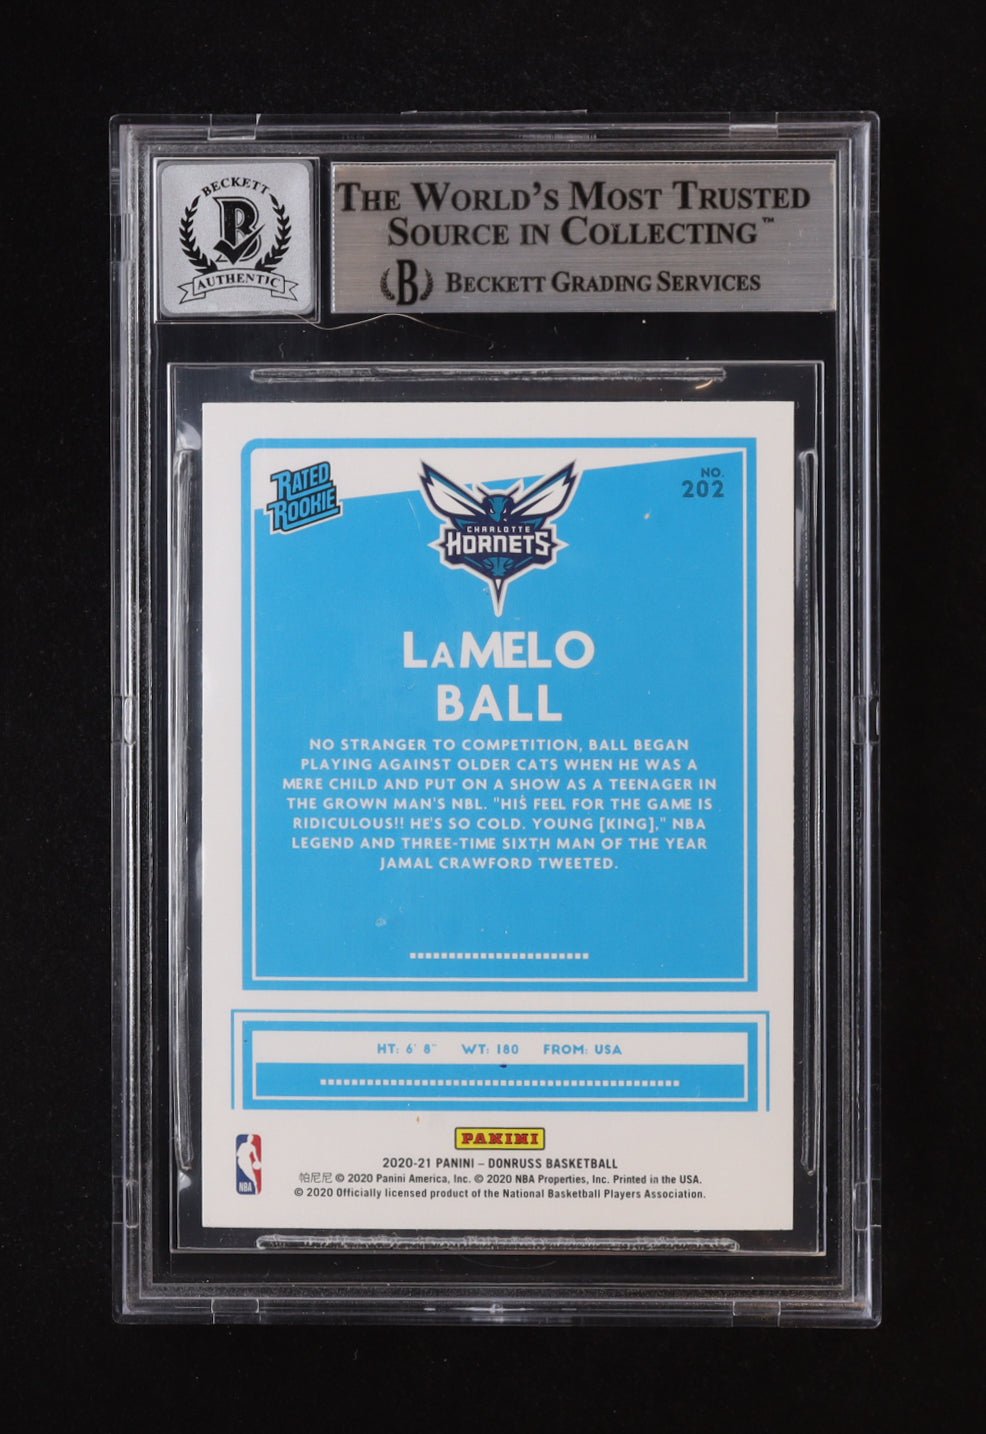 BECKETT
B
AUTHENTIC
THE WORLD'S MOST TRUSTED
SOURCE IN COLLECTING™
B BECKETT GRADING SERVICES
RATED
ROOKIE
CHARLOTTE
HORNETS
NO.
202
LaMELO
BALL
NO STRANGER TO COMPETITION, BALL BEGAN
PLAYING AGAINST OLDER CATS WHEN HE WAS A
MERE CHILD AND PUT ON A SHOW AS A TEENAGER IN
THE GROWN MAN'S NBL. "HIS FEEL FOR THE GAME IS
RIDICULOUS!! HE'S SO COLD. YOUNG [KING]," NBA
LEGEND AND THREE-TIME SIXTH MAN OF THE YEAR
JAMAL CRAWFORD TWEETED.
HT: 6' 8" WT: 180 FROM: USA
PANINI
NBA
2020-21 PANINI – DONRUSS BASKETBALL
帕尼尼 © 2020 Panini America, Inc. © 2020 NBA Properties, Inc. Printed in the USA.
© 2020 Officially licensed product of the National Basketball Players Association.